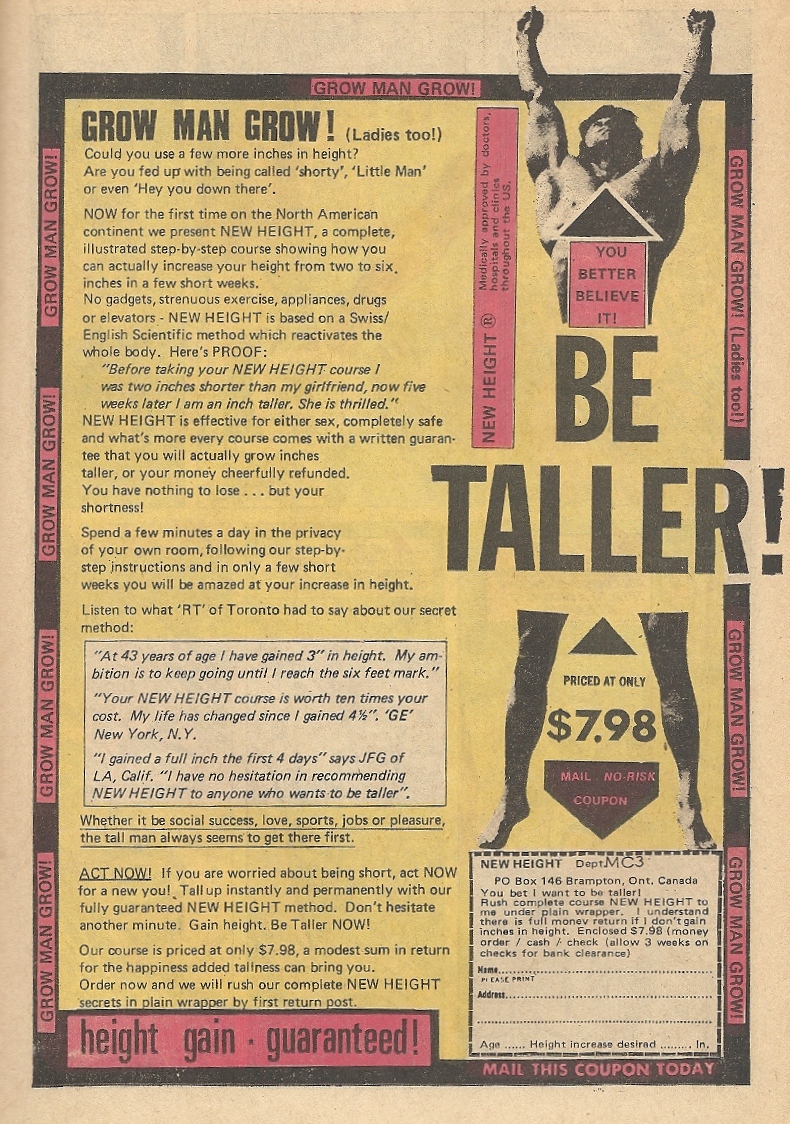 GROW MAN GROW!
GROW MAN GROW! (Ladies too!)
Could you use a few more inches in height?
Are you fed up with being called 'shorty', 'Little Man'
or even 'Hey you down there'.
NOW for the first time on the North American
continent we present NEW HEIGHT, a complete,
illustrated step-by-step course showing how you
can actually increase your height from two to six
inches in a few short weeks.
No gadgets, strenuous exercise, appliances, drugs
or elevators - NEW HEIGHT is based on a Swiss/
English Scientific method which reactivates the
whole body. Here's PROOF:
"Before taking your NEW HEIGHT course I
was two inches shorter than my girlfriend, now five
weeks later I am an inch taller. She is thrilled."
NEW HEIGHT is effective for either sex, completely safe
and what's more every course comes with a written guaran-
tee that you will actually grow inches
taller, or your money cheerfully refunded.
You have nothing to lose . . . but your
shortness!
Spend a few minutes a day in the privacy
of your own room, following our step-by-
step instructions and in only a few short
weeks you will be amazed at your increase in height.
Listen to what 'RT' of Toronto had to say about our secret
method:
"At 43 years of age I have gained 3" in height. My am-
bition is to keep going until I reach the six feet mark."
"Your NEW HEIGHT course is worth ten times your
cost. My life has changed since I gained 4½". 'GE'
New York, N.Y.
"I gained a full inch the first 4 days" says JFG of
LA, Calif. "I have no hesitation in recommending
NEW HEIGHT to anyone who wants to be taller".
Whether it be social success, love, sports, jobs or pleasure,
the tall man always seems to get there first.
ACT NOW! If you are worried about being short, act NOW
for a new you! Tall up instantly and permanently with our
fully guaranteed NEW HEIGHT method. Don't hesitate
another minute. Gain height. Be Taller NOW!
Our course is priced at only $7.98, a modest sum in return
for the happiness added tallness can bring you.
Order now and we will rush our complete NEW HEIGHT
secrets in plain wrapper by first return post.
height gain · guaranteed!
NEW HEIGHT ® Medically approved by doctors,
hospitals and clinics
throughout the US.
YOU
BETTER
BELIEVE
IT!
BE
TALLER!
PRICED AT ONLY
$7.98
MAIL NO-RISK
COUPON
NEW HEIGHT Dept. MC3
PO Box 146 Brampton, Ont. Canada
You bet I want to be taller!
Rush complete course NEW HEIGHT to
me under plain wrapper. I understand
there is full money return if I don't gain
inches in height. Enclosed $7.98 (money
order / cash / check (allow 3 weeks on
checks for bank clearance)
Name
PLEASE PRINT
Address
Age ...... Height increase desired ......... In.
MAIL THIS COUPON TODAY
GROW MAN GROW!
GROW MAN GROW!
GROW MAN GROW!
GROW MAN GROW!
GROW MAN GROW! (Ladies too!)
GROW MAN GROW!
GROW MAN GROW!